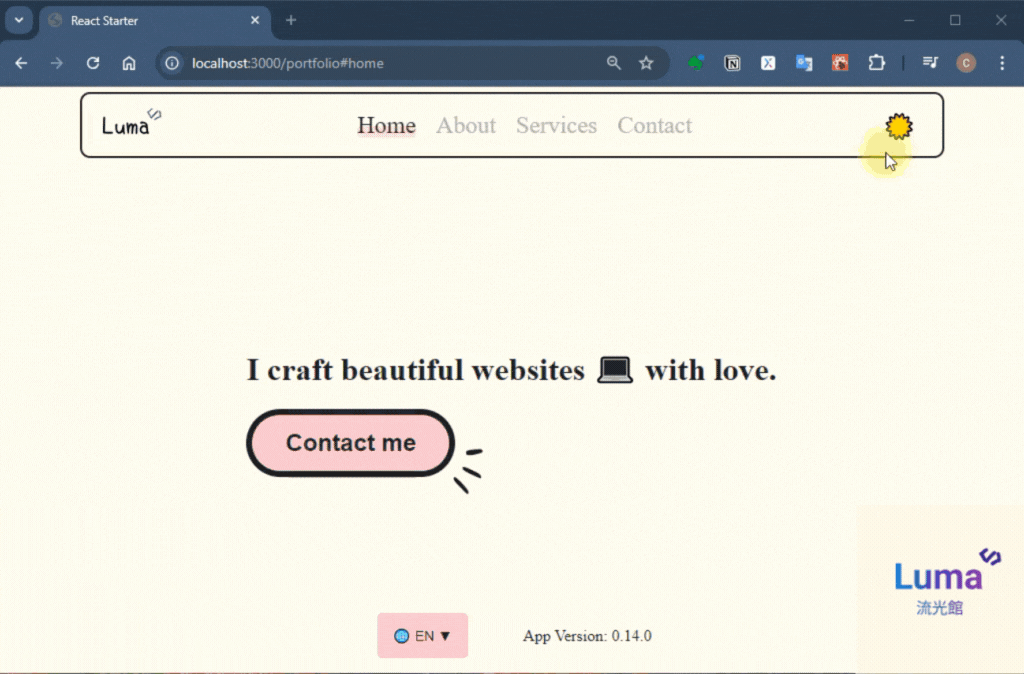 React Starter
localhost:3000/portfolio#home
Luma
Home About Services Contact
I craft beautiful websites 💻 with love.
Contact me
Luma
流光館
🌐 EN ▼
App Version: 0.14.0